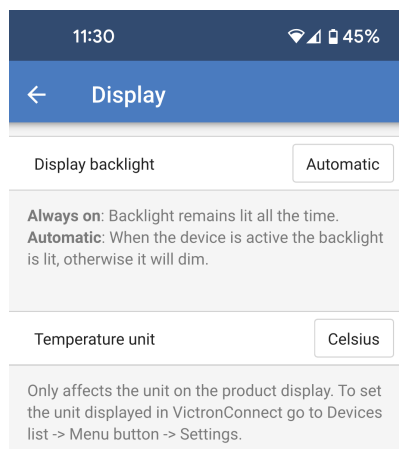 11:30 45%
Display
Display backlight Automatic
Always on: Backlight remains lit all the time.
Automatic: When the device is active the backlight
is lit, otherwise it will dim.
Temperature unit Celsius
Only affects the unit on the product display. To set
the unit displayed in VictronConnect go to Devices
list -> Menu button -> Settings.